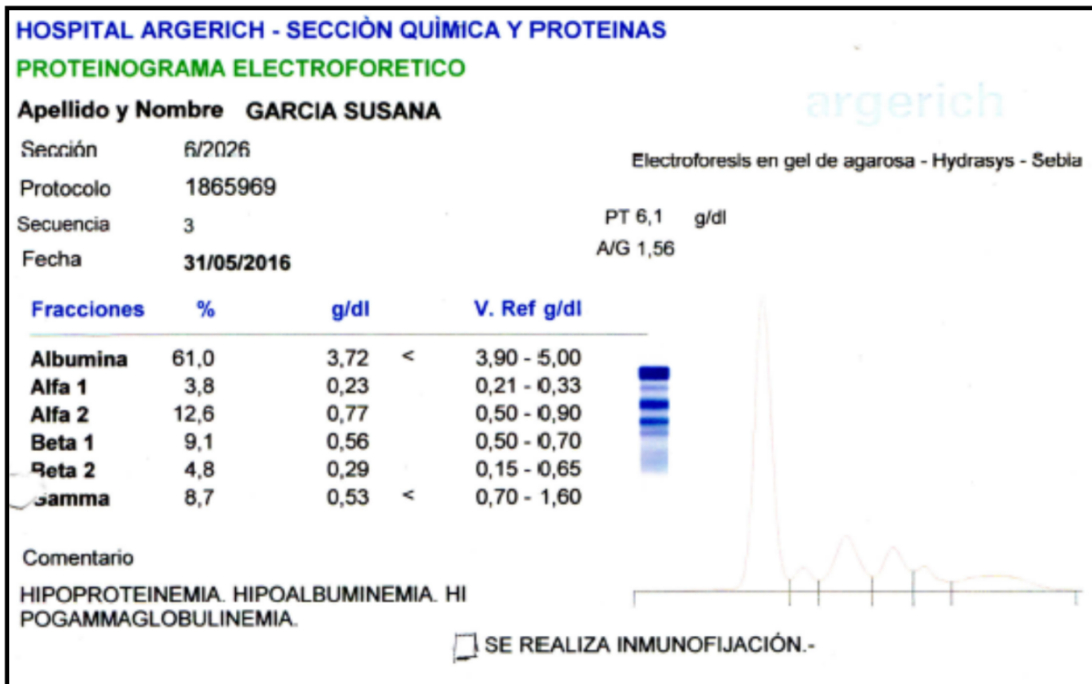 HOSPITAL ARGERICH - SECCIÒN QUÌMICA Y PROTEINAS
PROTEINOGRAMA ELECTROFORETICO
argerich
Apellido y Nombre GARCIA SUSANA
Sección 6/2026
Electroforesis en gel de agarosa - Hydrasys - Sebia
Protocolo 1865969
Secuencia 3
PT 6,1 g/dl
A/G 1,56
Fecha 31/05/2016
Fracciones % g/dl V. Ref g/dl
Albumina 61,0 3,72 < 3,90 - 5,00
Alfa 1 3,8 0,23 0,21 - 0,33
Alfa 2 12,6 0,77 0,50 - 0,90
Beta 1 9,1 0,56 0,50 - 0,70
Beta 2 4,8 0,29 0,15 - 0,65
Gamma 8,7 0,53 < 0,70 - 1,60
Comentario
HIPOPROTEINEMIA. HIPOALBUMINEMIA. HI
POGAMMAGLOBULINEMIA.
SE REALIZA INMUNOFIJACIÓN.-